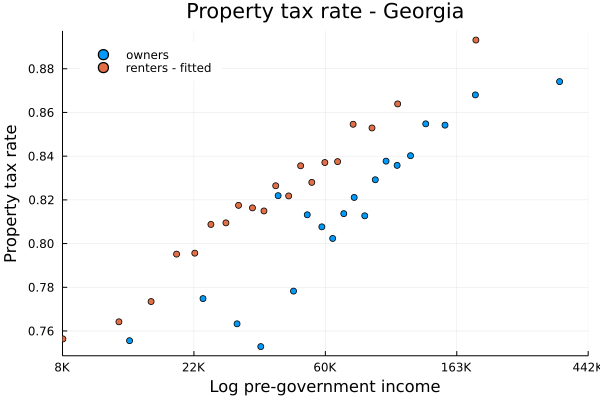 Property tax rate - Georgia
owners
renters - fitted
Property tax rate
0.88
0.86
0.84
0.82
0.80
0.78
0.76
8K 22K 60K 163K 442K
Log pre-government income